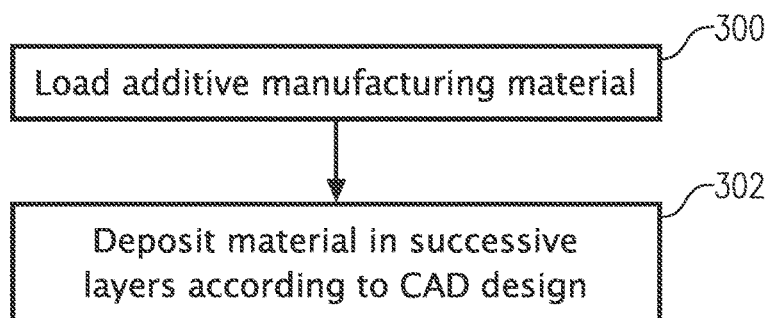 300
Load additive manufacturing material
302
Deposit material in successive
layers according to CAD design